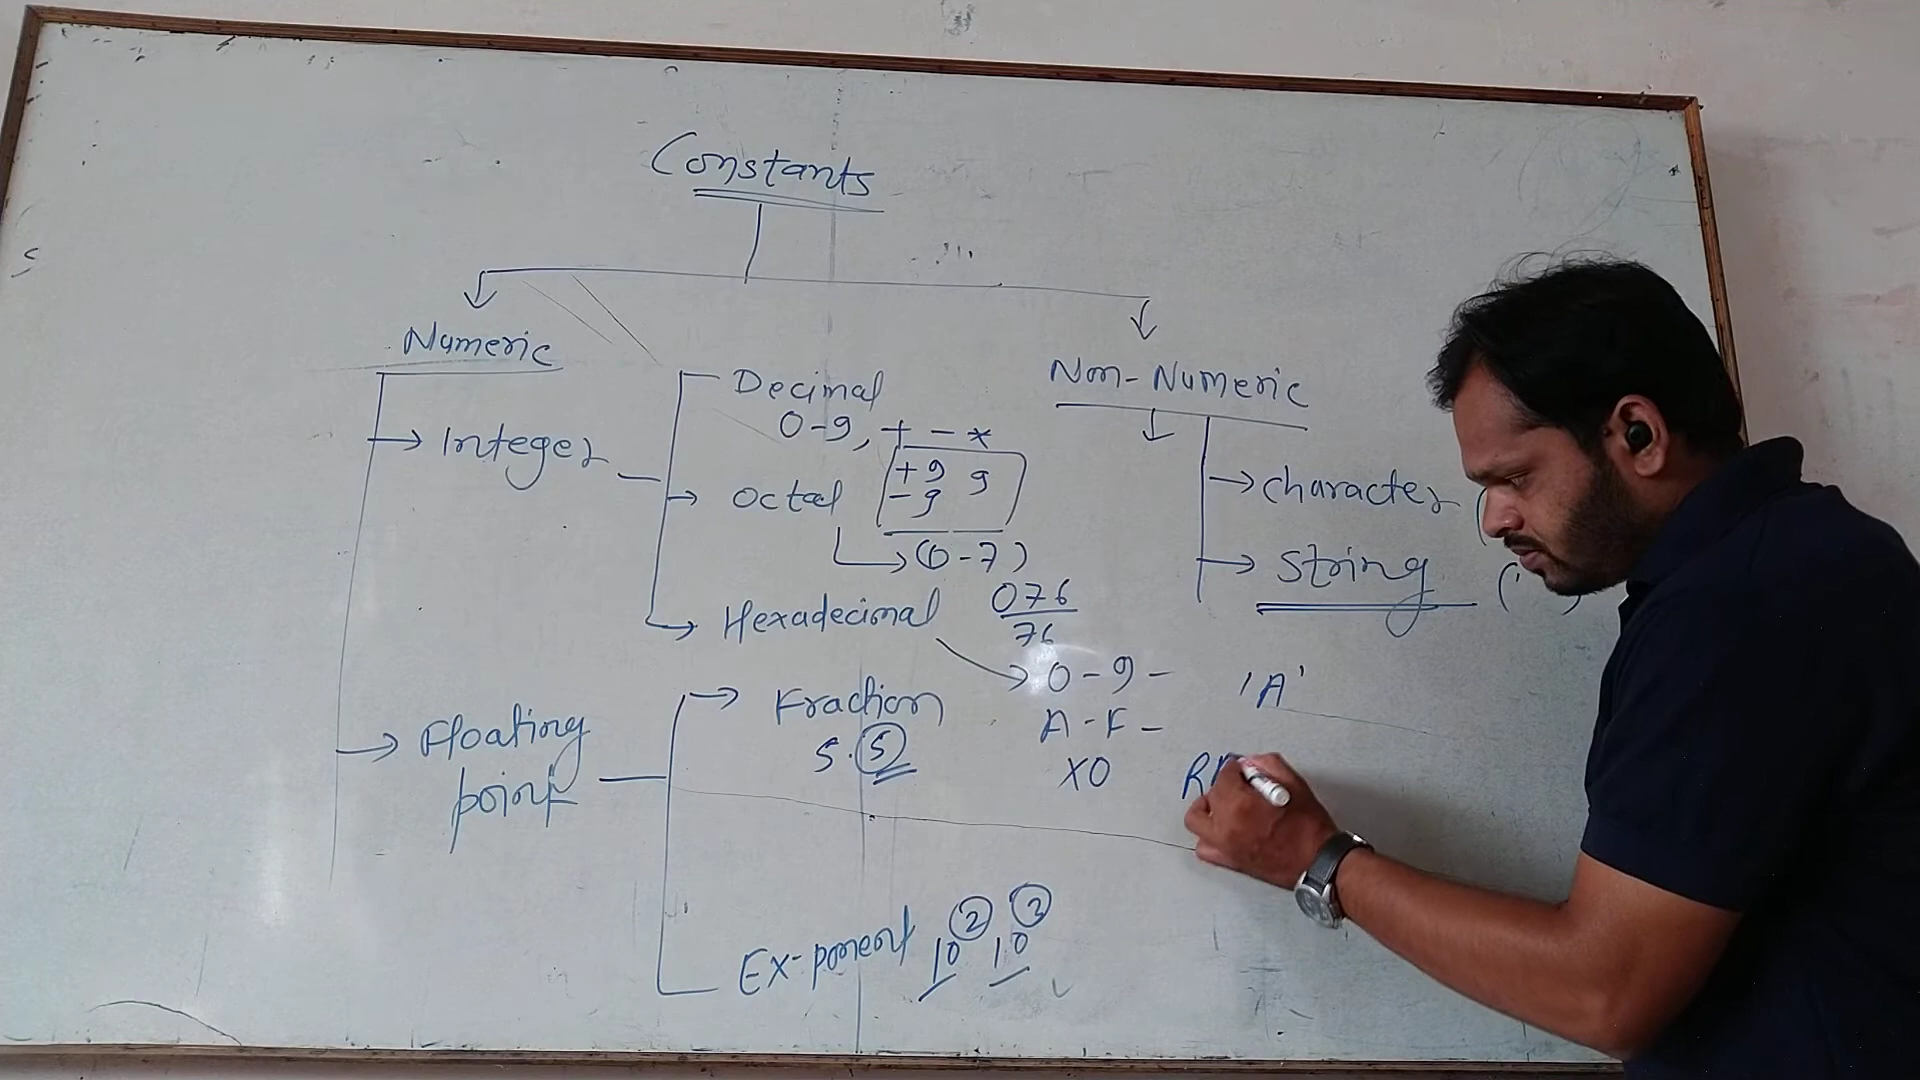 Constants
Numeric
Non-Numeric
Integer
Decimal
0-9, + - *
+9 9
-9
Octal
(0-7)
Hexadecimal
076
76
0-9-
A-F-
X0
character (
String (" )
'A'
Floating
point
Fraction
5.5
Ex-ponent 10² 10²